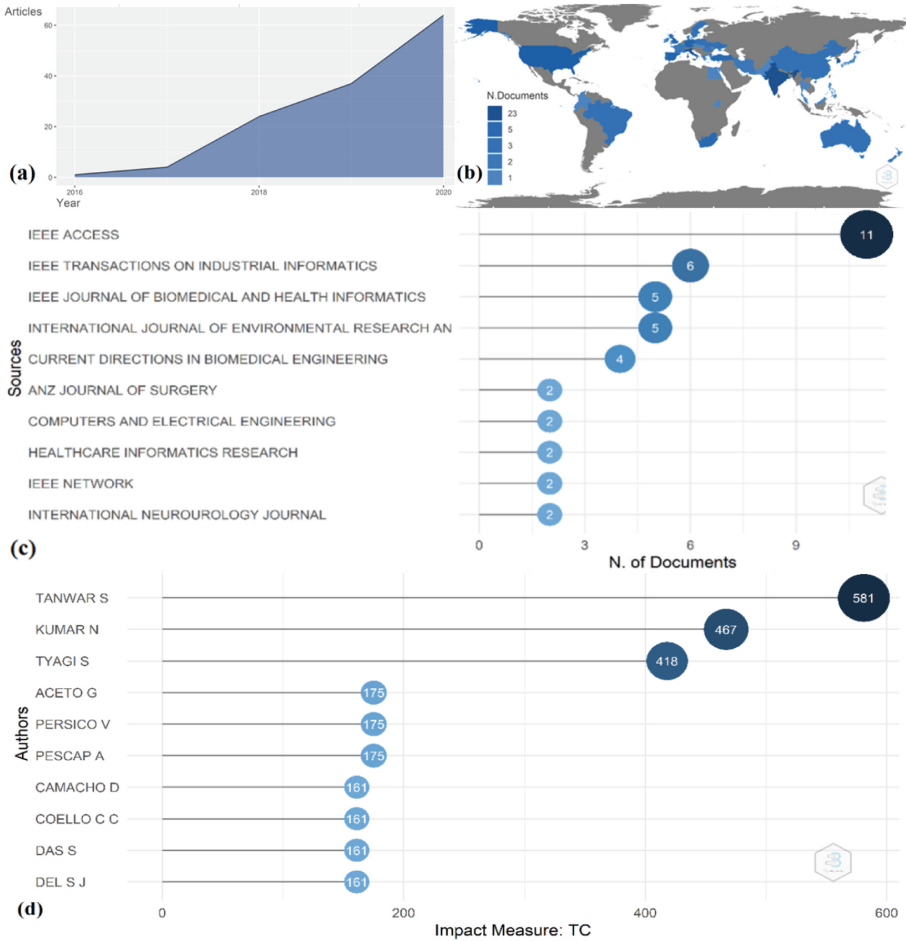 Articles
60
40
20
0
2016
2018
2020
Year
(a)
N.Documents
23
5
3
2
1
(b)
Sources
IEEE ACCESS
11
IEEE TRANSACTIONS ON INDUSTRIAL INFORMATICS
6
IEEE JOURNAL OF BIOMEDICAL AND HEALTH INFORMATICS
5
INTERNATIONAL JOURNAL OF ENVIRONMENTAL RESEARCH AN
5
CURRENT DIRECTIONS IN BIOMEDICAL ENGINEERING
4
ANZ JOURNAL OF SURGERY
2
COMPUTERS AND ELECTRICAL ENGINEERING
2
HEALTHCARE INFORMATICS RESEARCH
2
IEEE NETWORK
2
INTERNATIONAL NEUROUROLOGY JOURNAL
2
0
3
6
9
N. of Documents
(c)
Authors
TANWAR S
581
KUMAR N
467
TYAGI S
418
ACETO G
175
PERSICO V
175
PESCAP A
175
CAMACHO D
161
COELLO C C
161
DAS S
161
DEL S J
161
0
200
400
600
Impact Measure: TC
(d)